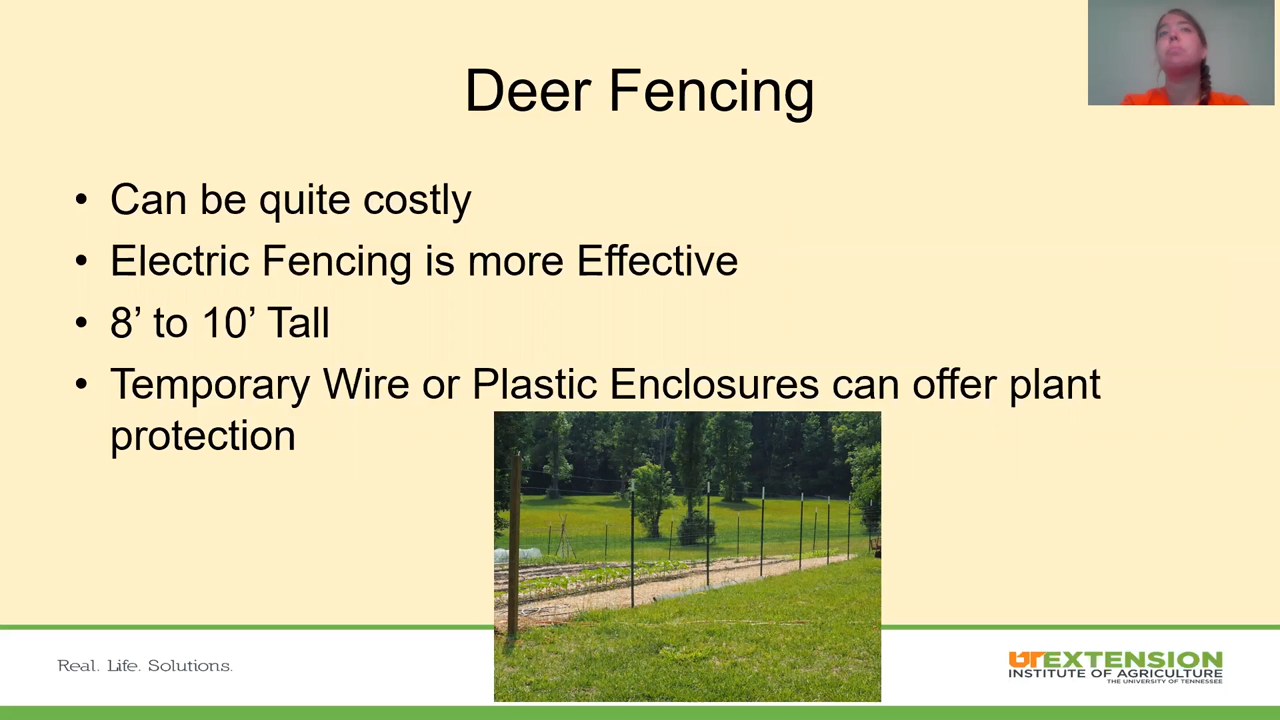 Deer Fencing
• Can be quite costly
• Electric Fencing is more Effective
• 8’ to 10’ Tall
• Temporary Wire or Plastic Enclosures can offer plant
protection
Real. Life. Solutions.
UTEXTENSION
INSTITUTE OF AGRICULTURE
THE UNIVERSITY OF TENNESSEE